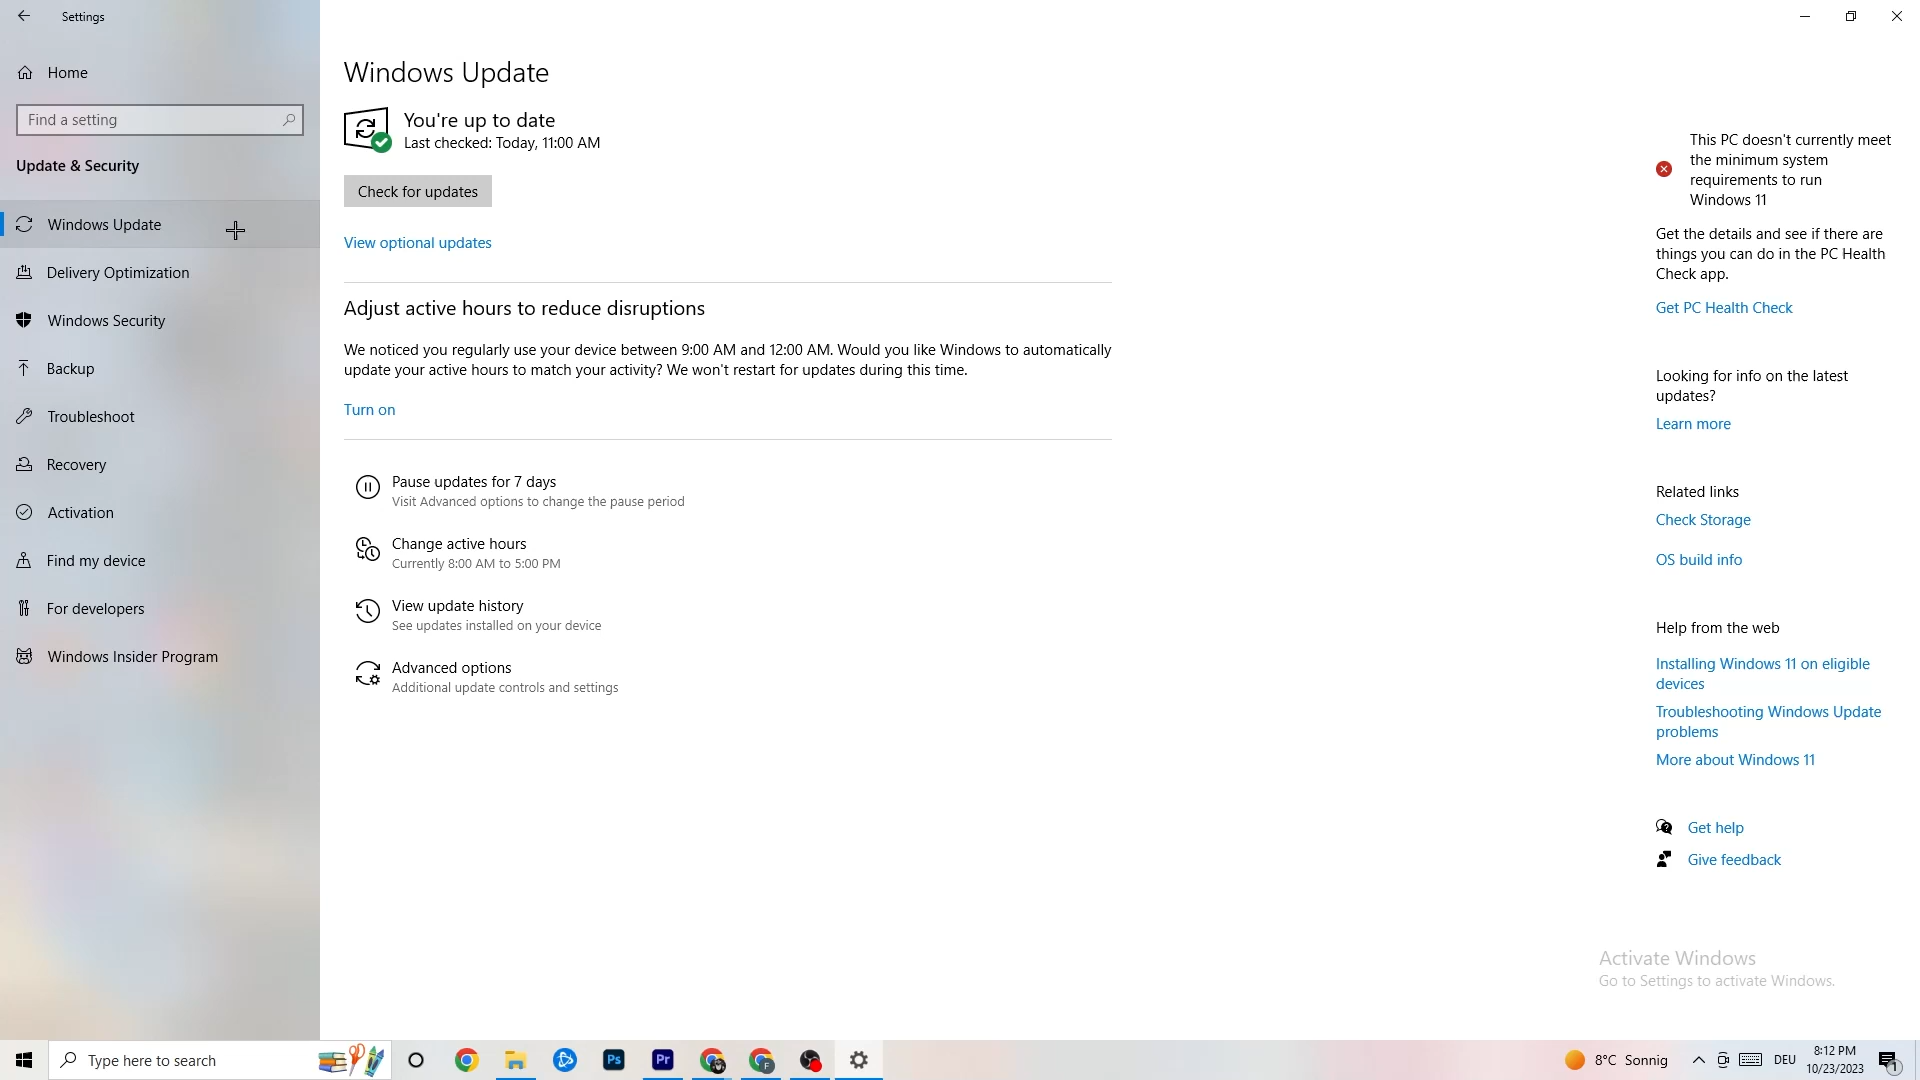 Settings
Home
Find a setting
Update & Security
Windows Update
Delivery Optimization
Windows Security
Backup
Troubleshoot
Recovery
Activation
Find my device
For developers
Windows Insider Program
Windows Update
You're up to date
Last checked: Today, 11:00 AM
Check for updates
View optional updates
Adjust active hours to reduce disruptions
We noticed you regularly use your device between 9:00 AM and 12:00 AM. Would you like Windows to automatically
update your active hours to match your activity? We won't restart for updates during this time.
Turn on
Pause updates for 7 days
Visit Advanced options to change the pause period
Change active hours
Currently 8:00 AM to 5:00 PM
View update history
See updates installed on your device
Advanced options
Additional update controls and settings
This PC doesn't currently meet
the minimum system
requirements to run
Windows 11
Get the details and see if there are
things you can do in the PC Health
Check app.
Get PC Health Check
Looking for info on the latest
updates?
Learn more
Related links
Check Storage
OS build info
Help from the web
Installing Windows 11 on eligible
devices
Troubleshooting Windows Update
problems
More about Windows 11
Get help
Give feedback
Activate Windows
Go to Settings to activate Windows.
Type here to search
Ps
Pr
F
8°C Sonnig
DEU
8:12 PM
10/23/2023
1